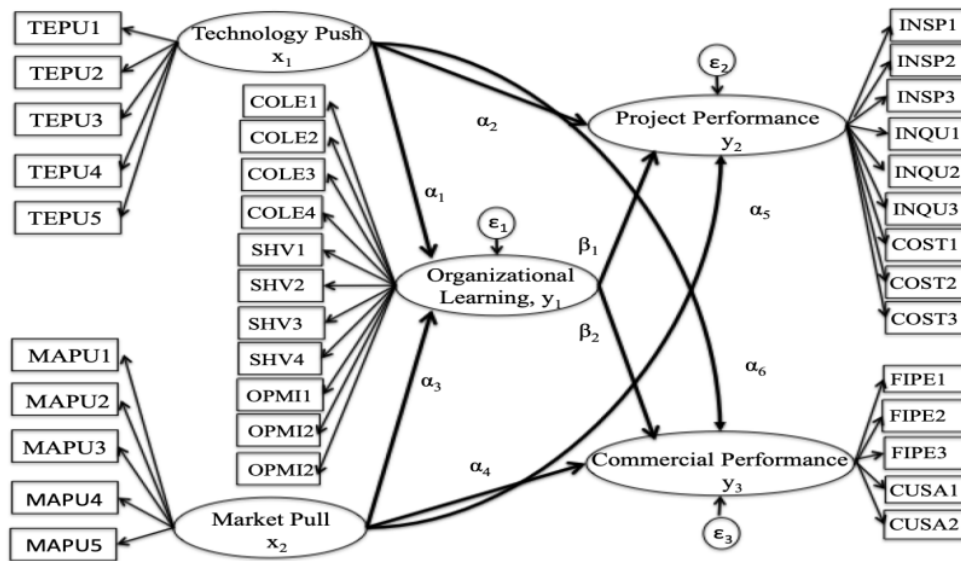 TEPU1
TEPU2
TEPU3
TEPU4
TEPU5
Technology Push
x₁
COLE1
COLE2
COLE3
COLE4
SHV1
SHV2
SHV3
SHV4
OPMI1
OPMI2
OPMI2
MAPU1
MAPU2
MAPU3
MAPU4
MAPU5
Market Pull
x₂
α₁
α₂
α₃
α₄
α₅
α₆
β₁
β₂
ε₁
Organizational
Learning, y₁
ε₂
Project Performance
y₂
Commercial Performance
y₃
ε₃
INSP1
INSP2
INSP3
INQU1
INQU2
INQU3
COST1
COST2
COST3
FIPE1
FIPE2
FIPE3
CUSA1
CUSA2